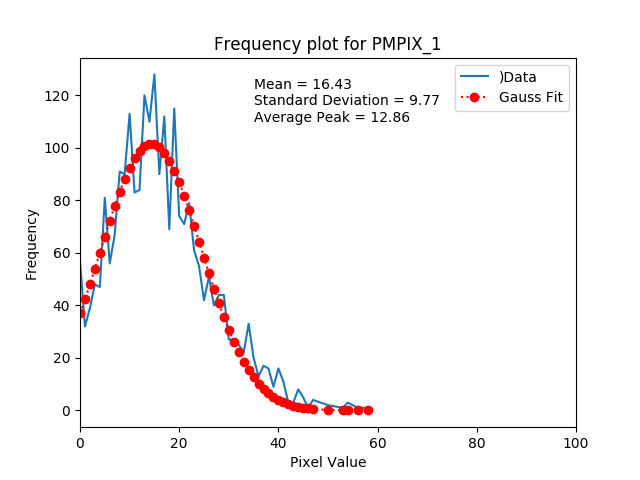 Frequency plot for PMPIX_1
Mean = 16.43
Standard Deviation = 9.77
Average Peak = 12.86
)Data
Gauss Fit
Frequency
120
100
80
60
40
20
0
0 20 40 60 80 100
Pixel Value